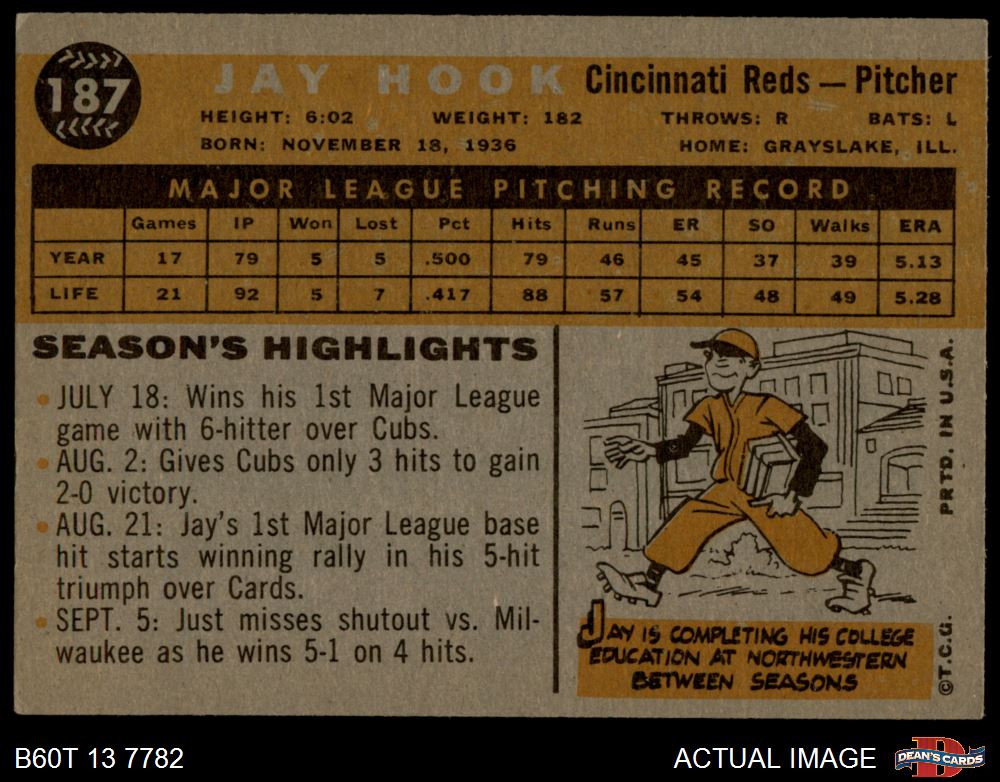 187
JAY HOOK Cincinnati Reds — Pitcher
HEIGHT: 6:02 WEIGHT: 182 THROWS: R BATS: L
BORN: NOVEMBER 18, 1936 HOME: GRAYSLAKE, ILL.
MAJOR LEAGUE PITCHING RECORD
Games IP Won Lost Pct Hits Runs ER SO Walks ERA
YEAR 17 79 5 5 .500 79 46 45 37 39 5.13
LIFE 21 92 5 7 .417 88 57 54 48 49 5.28
SEASON'S HIGHLIGHTS
• JULY 18: Wins his 1st Major League
game with 6-hitter over Cubs.
• AUG. 2: Gives Cubs only 3 hits to gain
2-0 victory.
• AUG. 21: Jay's 1st Major League base
hit starts winning rally in his 5-hit
triumph over Cards.
• SEPT. 5: Just misses shutout vs. Mil-
waukee as he wins 5-1 on 4 hits.
JAY IS COMPLETING HIS COLLEGE
EDUCATION AT NORTHWESTERN
BETWEEN SEASONS
©T.C.G. PRTD. IN U.S.A.
B60T 13 7782 ACTUAL IMAGE
D
DEAN'S CARDS